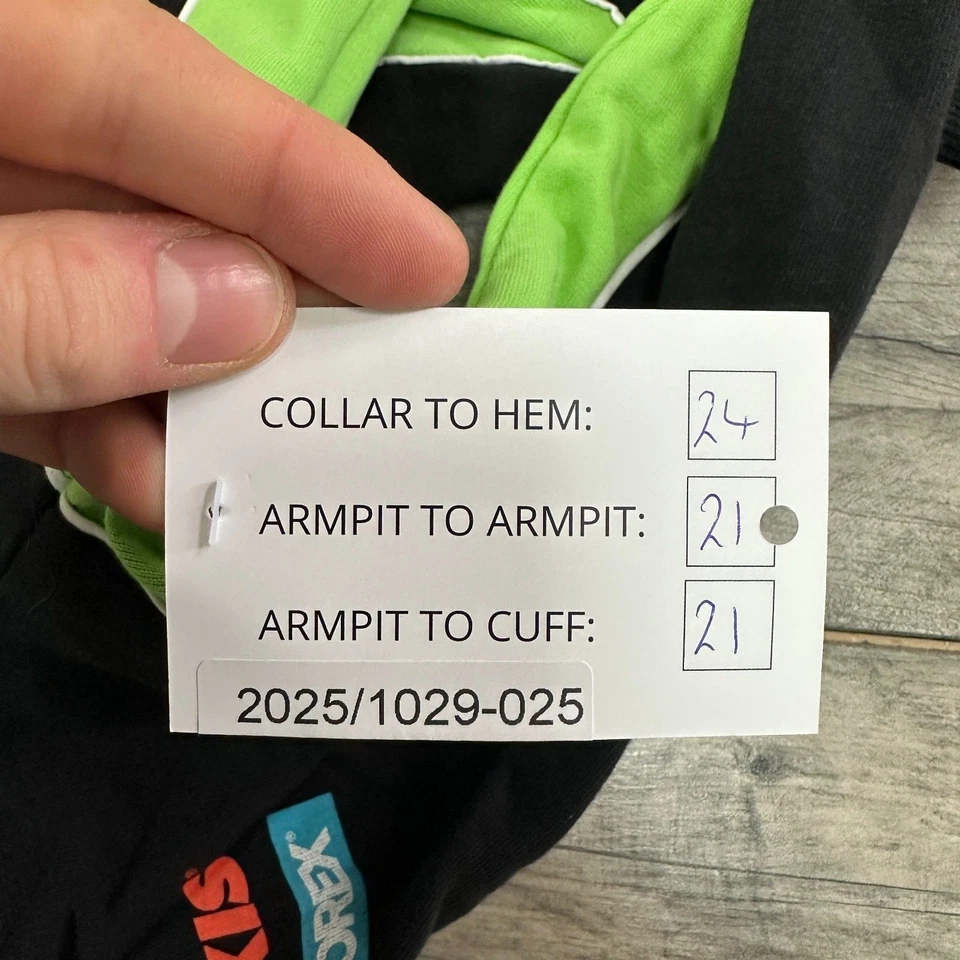 COLLAR TO HEM: 24
ARMPIT TO ARMPIT: 21
ARMPIT TO CUFF: 21
2025/1029-025